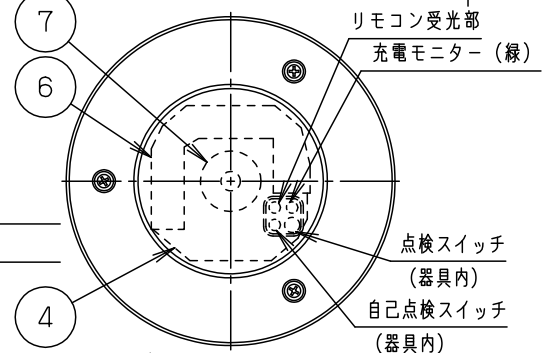 7
6
4
リモコン受光部
充電モニター（緑）
点検スイッチ
（器具内）
自己点検スイッチ
（器具内）